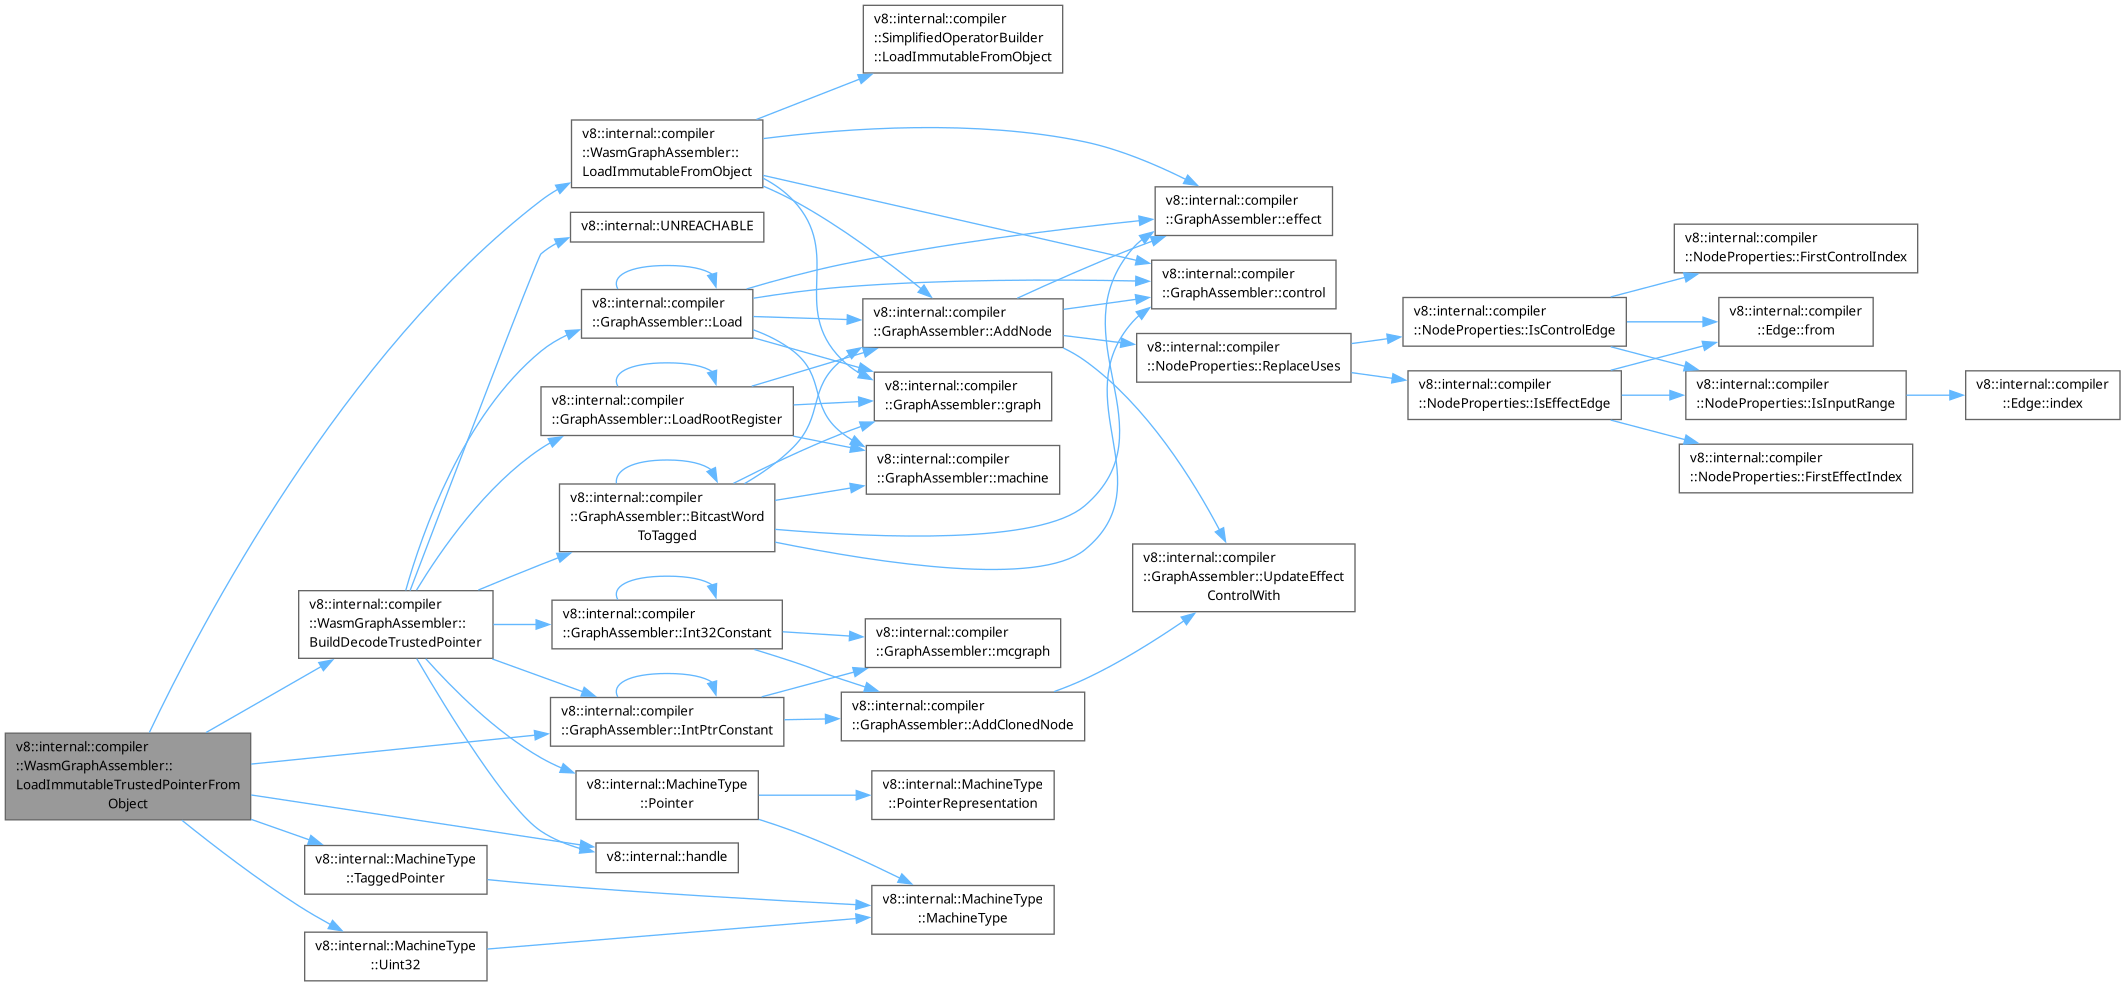 v8::internal::compiler
::WasmGraphAssembler::
LoadImmutableTrustedPointerFrom
Object
v8::internal::compiler
::WasmGraphAssembler::
BuildDecodeTrustedPointer
v8::internal::MachineType
::TaggedPointer
v8::internal::MachineType
::Uint32
v8::internal::compiler
::WasmGraphAssembler::
LoadImmutableFromObject
v8::internal::UNREACHABLE
v8::internal::compiler
::GraphAssembler::Load
v8::internal::compiler
::GraphAssembler::LoadRootRegister
v8::internal::compiler
::GraphAssembler::BitcastWord
ToTagged
v8::internal::compiler
::GraphAssembler::Int32Constant
v8::internal::compiler
::GraphAssembler::IntPtrConstant
v8::internal::MachineType
::Pointer
v8::internal::handle
v8::internal::compiler
::SimplifiedOperatorBuilder
::LoadImmutableFromObject
v8::internal::compiler
::GraphAssembler::AddNode
v8::internal::compiler
::GraphAssembler::graph
v8::internal::compiler
::GraphAssembler::machine
v8::internal::compiler
::GraphAssembler::mcgraph
v8::internal::compiler
::GraphAssembler::AddClonedNode
v8::internal::MachineType
::PointerRepresentation
v8::internal::MachineType
::MachineType
v8::internal::compiler
::GraphAssembler::effect
v8::internal::compiler
::GraphAssembler::control
v8::internal::compiler
::NodeProperties::ReplaceUses
v8::internal::compiler
::GraphAssembler::UpdateEffect
ControlWith
v8::internal::compiler
::NodeProperties::IsControlEdge
v8::internal::compiler
::NodeProperties::IsEffectEdge
v8::internal::compiler
::NodeProperties::FirstControlIndex
v8::internal::compiler
::Edge::from
v8::internal::compiler
::NodeProperties::IsInputRange
v8::internal::compiler
::NodeProperties::FirstEffectIndex
v8::internal::compiler
::Edge::index